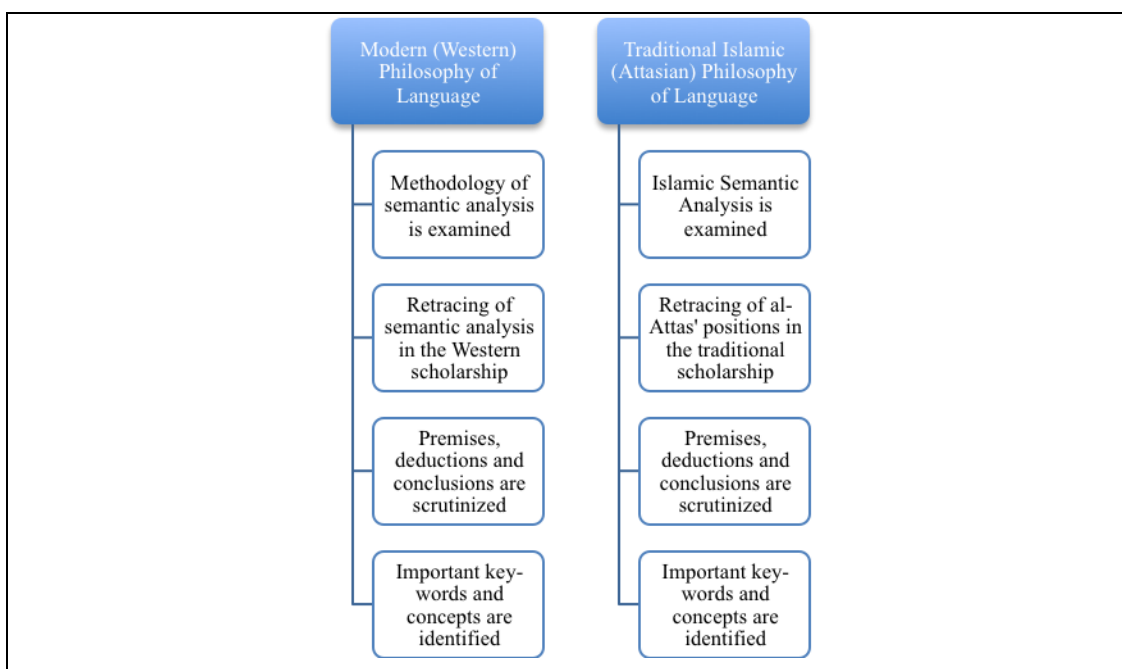 Modern (Western)
Philosophy of
Language
Methodology of
semantic analysis
is examined
Retracing of
semantic analysis
in the Western
scholarship
Premises,
deductions and
conclusions are
scrutinized
Important key-
words and
concepts are
identified
Traditional Islamic
(Attasian) Philosophy
of Language
Islamic Semantic
Analysis is
examined
Retracing of al-
Attas' positions in
the traditional
scholarship
Premises,
deductions and
conclusions are
scrutinized
Important key-
words and
concepts are
identified